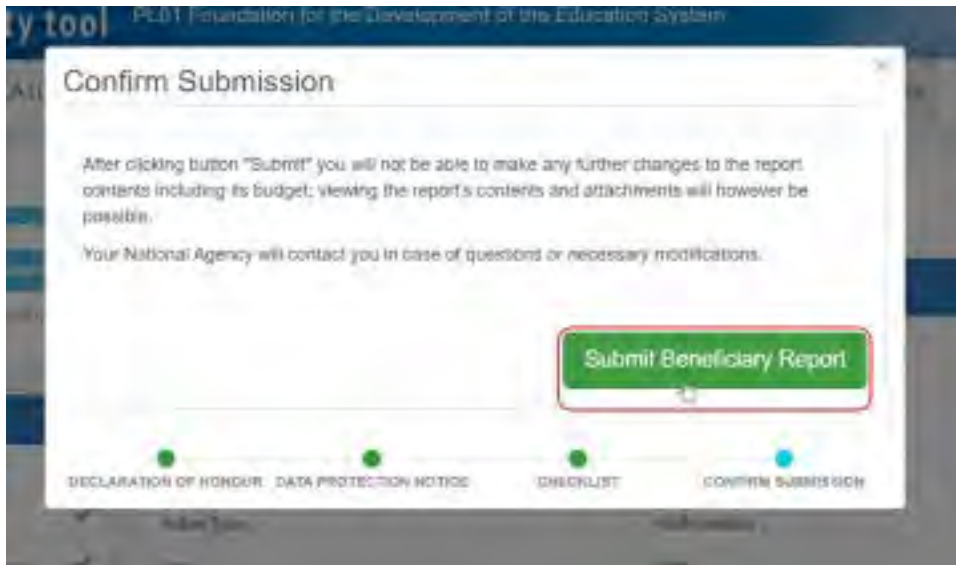 ty tool PL01 Foundation for the Development of the Education System
Confirm Submission
After clicking button "Submit" you will not be able to make any further changes to the report
contents including its budget; viewing the report's contents and attachments will however be
possible.
Your National Agency will contact you in case of questions or necessary modifications.
Submit Beneficiary Report
DECLARATION OF HONOUR DATA PROTECTION NOTICE CHECKLIST CONFIRM SUBMISSION